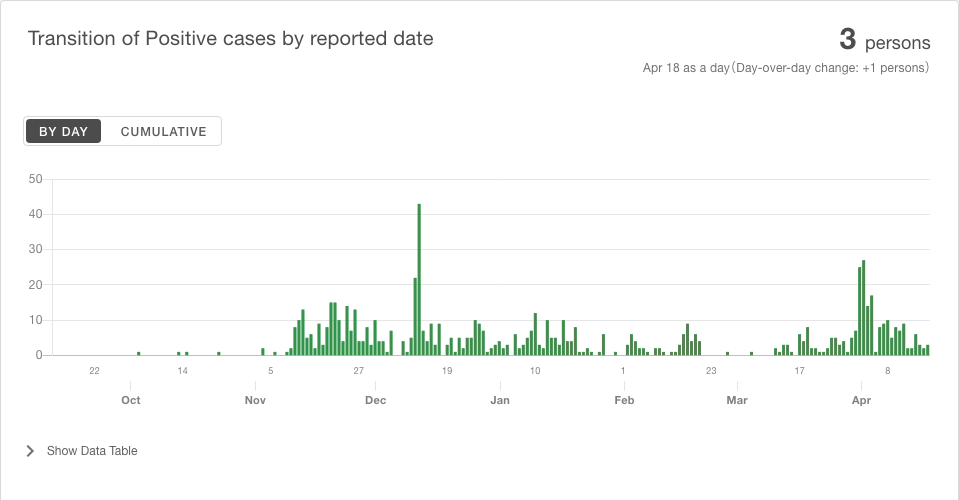 Transition of Positive cases by reported date
3 persons
Apr 18 as a day(Day-over-day change: +1 persons)
BY DAY CUMULATIVE
50
40
30
20
10
0
22 14 5 27 19 10 1 23 17 8
Oct Nov Dec Jan Feb Mar Apr
Show Data Table